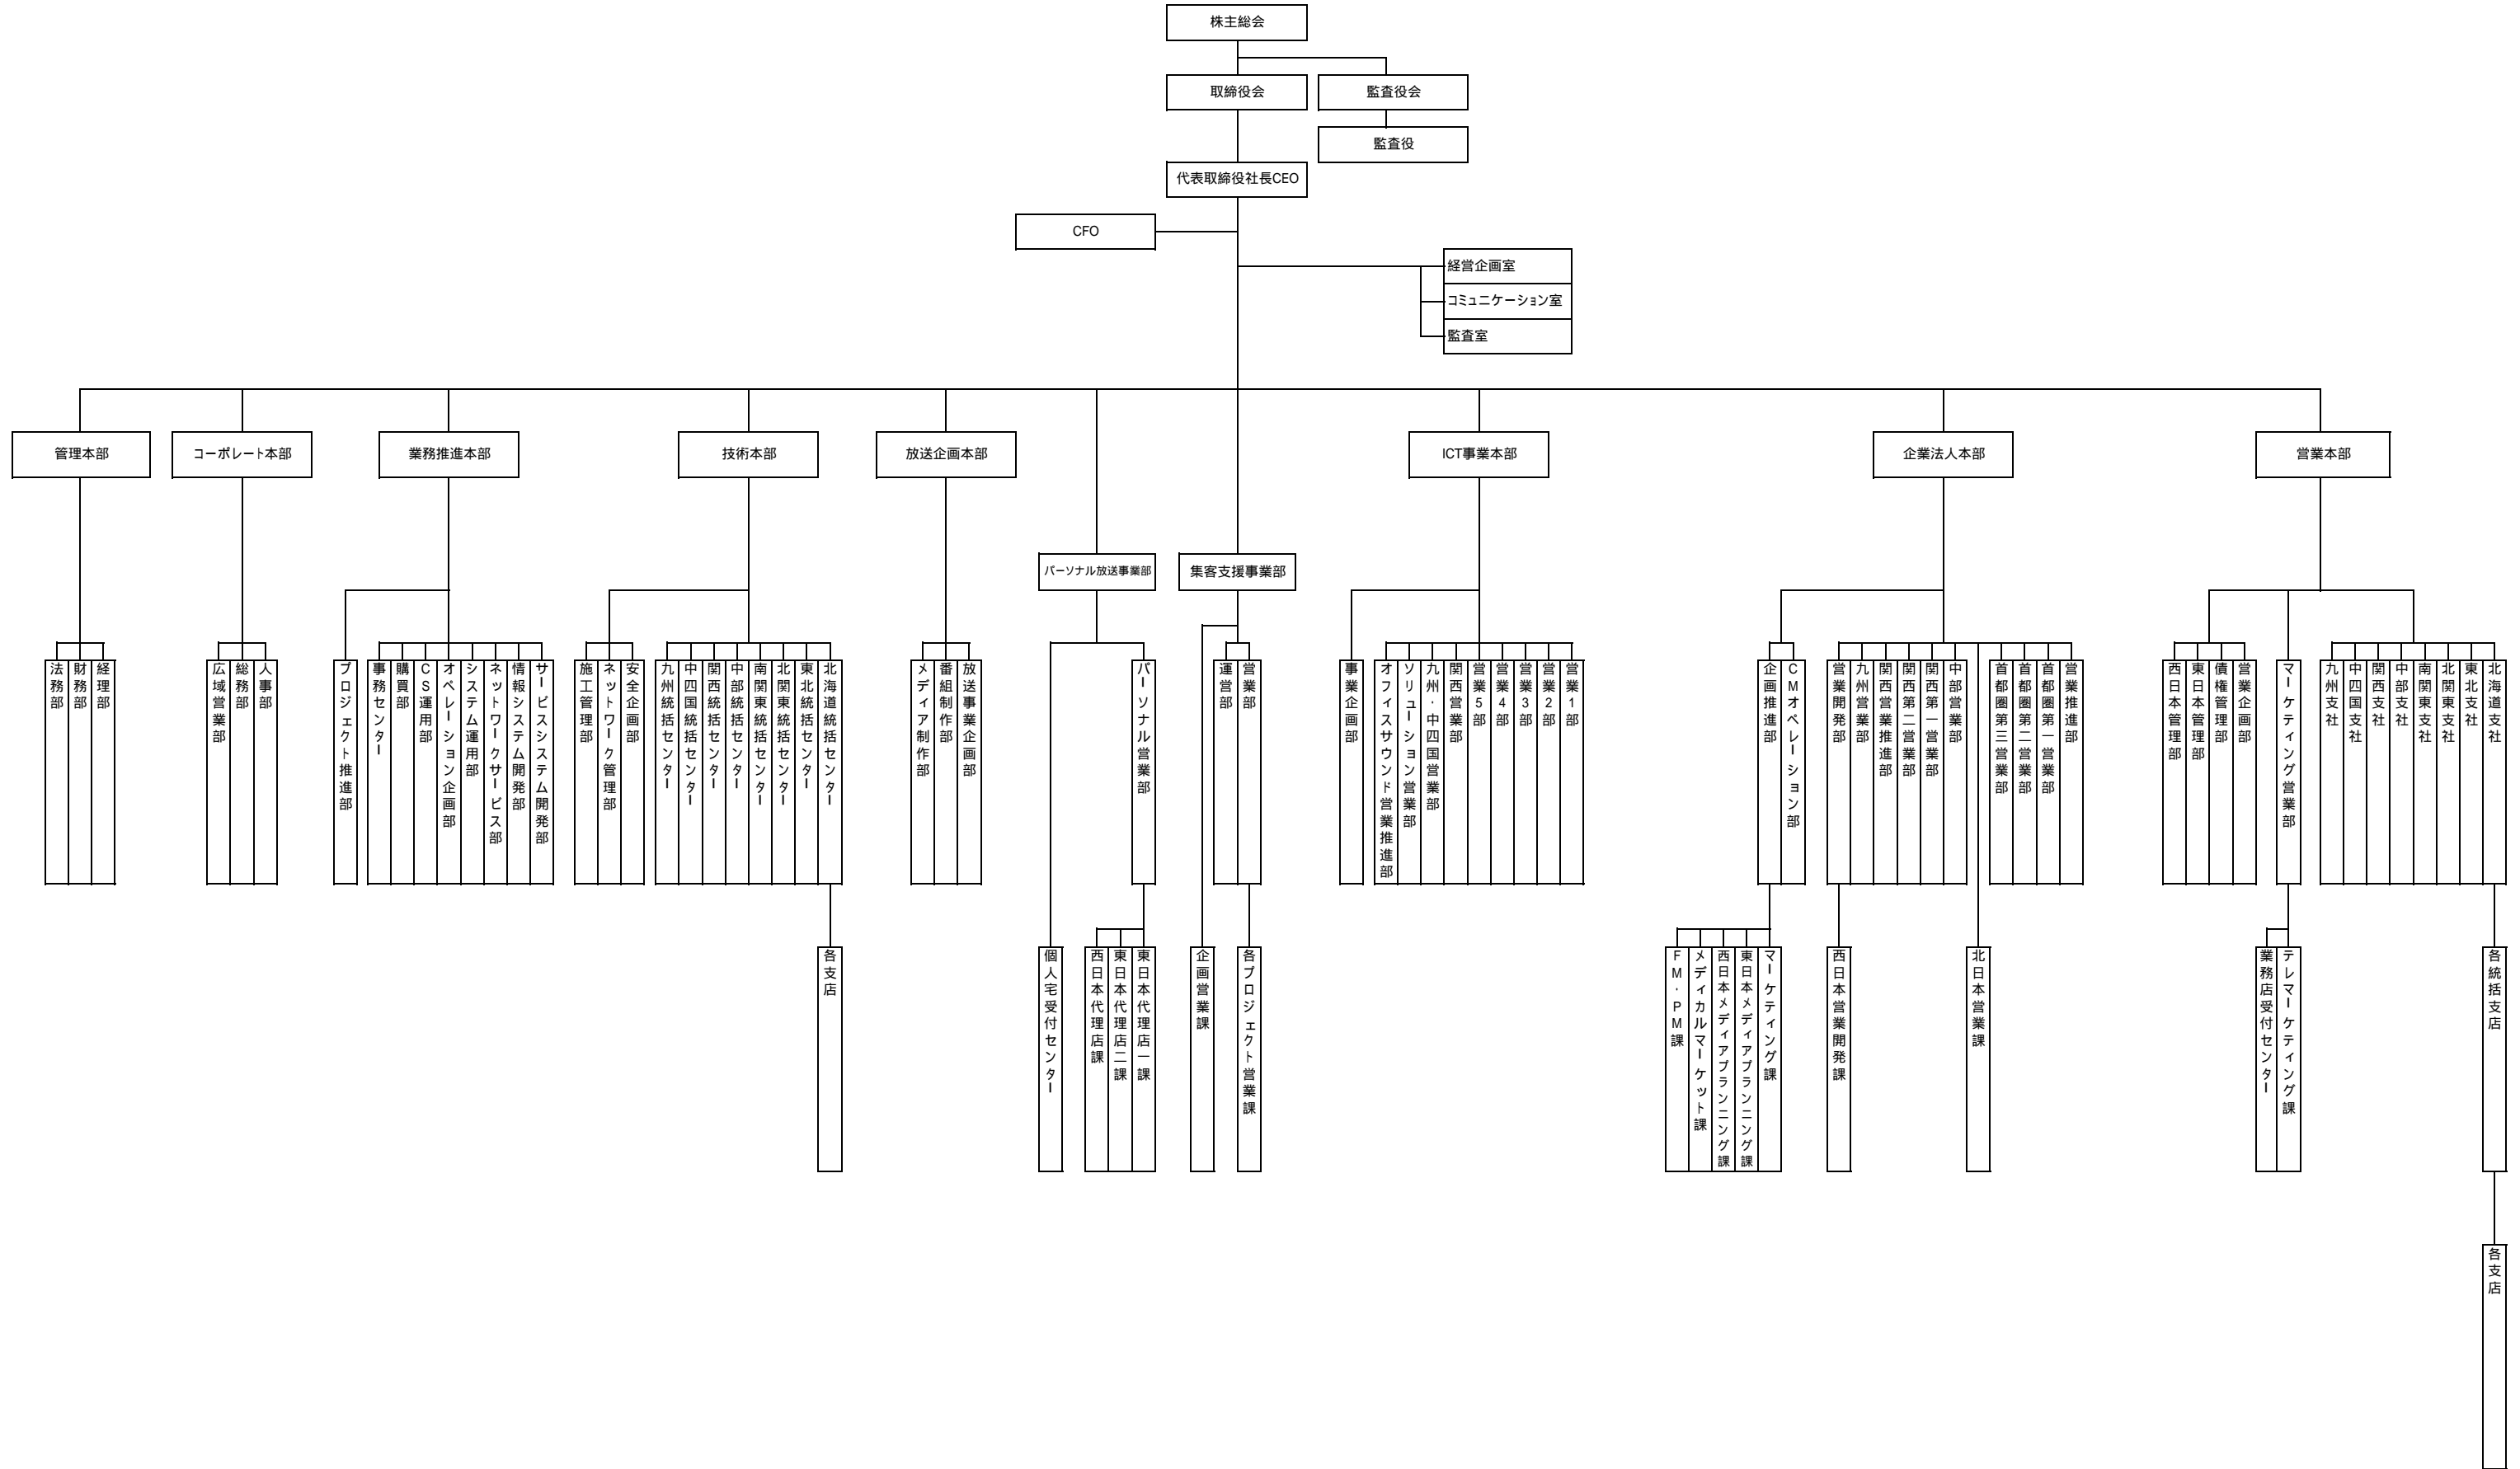 株主総会
取締役会
監査役会
監査役
代表取締役社長CEO
CFO
経営企画室
コミュニケーション室
監査室
管理本部
コーポレート本部
業務推進本部
技術本部
放送企画本部
ICT事業本部
企業法人本部
営業本部
パーソナル放送事業部
集客支援事業部
法務部
財務部
経理部
広域営業部
総務部
人事部
プロジェクト推進部
事務センター
購買部
CS運用部
オペレーション企画部
システム運用部
ネットワークサービス部
情報システム開発部
サービスシステム開発部
施工管理部
ネットワーク管理部
安全企画部
九州統括センター
中四国統括センター
関西統括センター
中部統括センター
南関東統括センター
北関東統括センター
東北統括センター
北海道統括センター
メディア制作部
番組制作部
放送事業企画部
パーソナル営業部
運営部
営業部
事業企画部
オフィスサウンド営業推進部
ソリューション営業部
九州・中四国営業部
関西営業部
営業5部
営業4部
営業3部
営業2部
営業1部
企画推進部
CMオペレーション部
営業開発部
九州営業部
関西営業推進部
関西第二営業部
関西第一営業部
中部営業部
首都圏第三営業部
首都圏第二営業部
首都圏第一営業部
営業推進部
西日本管理部
東日本管理部
債権管理部
営業企画部
マーケティング営業部
九州支社
中四国支社
関西支社
中部支社
南関東支社
北関東支社
東北支社
北海道支社
各支店
個人宅受付センター
西日本代理店課
東日本代理店二課
東日本代理店一課
企画営業課
各プロジェクト営業課
FM・PM課
メディカルマーケット課
西日本メディアプランニング課
東日本メディアプランニング課
マーケティング課
西日本営業開発課
北日本営業課
業務店受付センター
テレマーケティング課
各統括支店
各支店